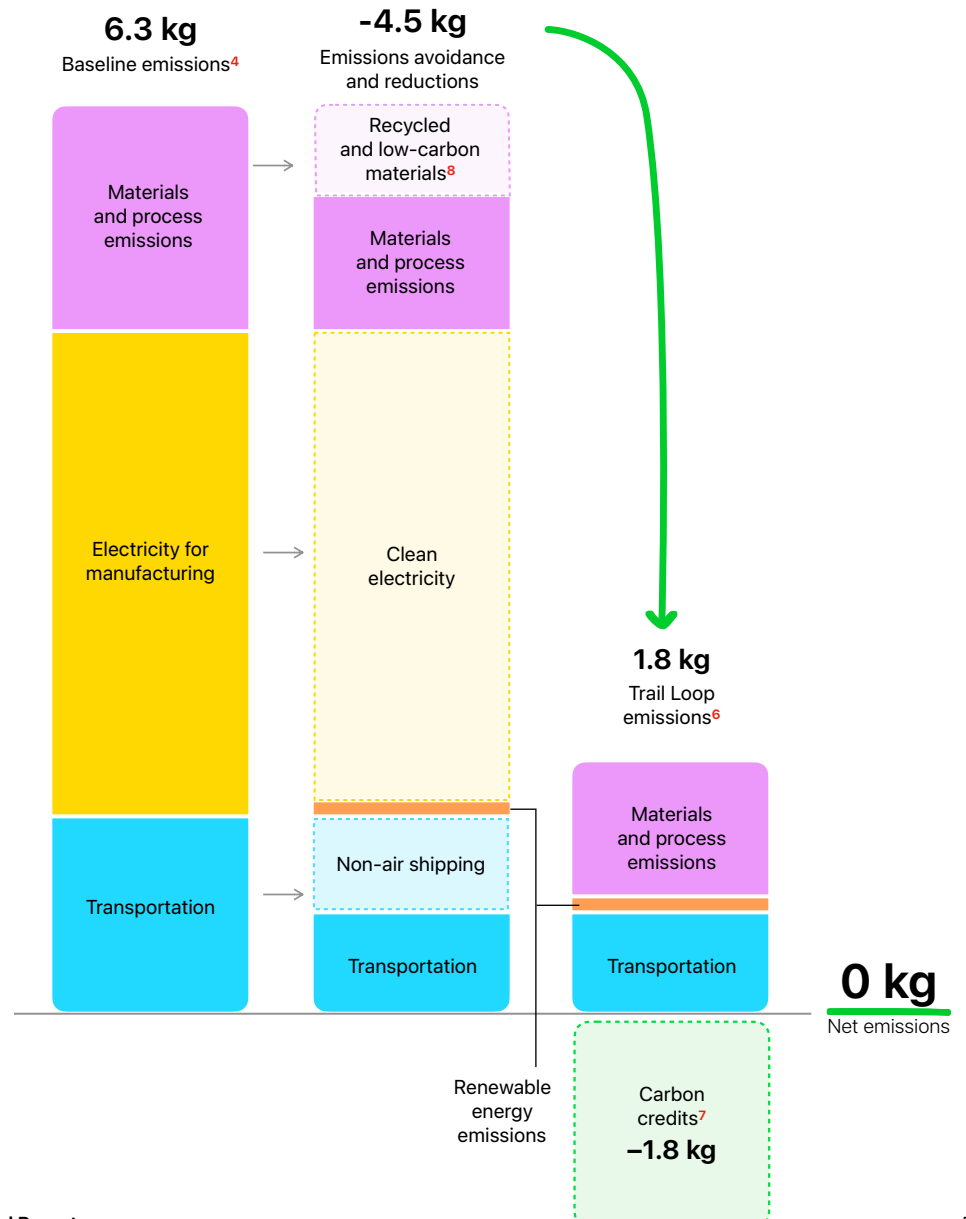 6.3 kg
Baseline emissions4
-4.5 kg
Emissions avoidance
and reductions
Materials
and process
emissions
Recycled
and low-carbon
materials8
Materials
and process
emissions
Electricity for
manufacturing
Clean
electricity
Transportation
Non-air shipping
Transportation
1.8 kg
Trail Loop
emissions6
Materials
and process
emissions
Transportation
0 kg
Net emissions
Renewable
energy
emissions
Carbon
credits7
–1.8 kg